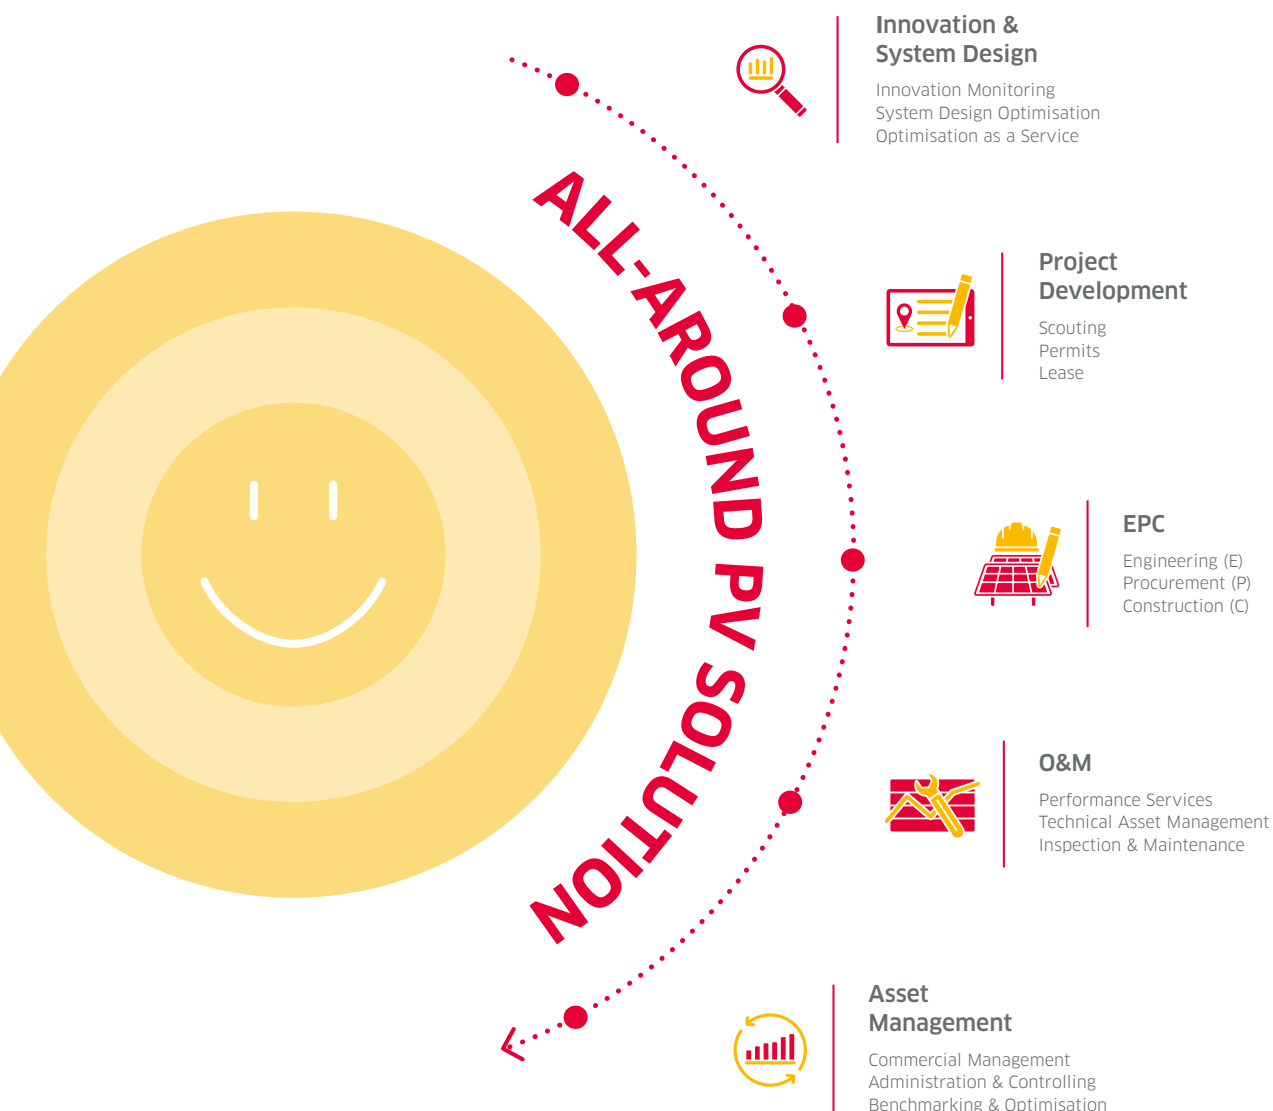 ALL-AROUND PV SOLUTION
Innovation &
System Design
Innovation Monitoring
System Design Optimisation
Optimisation as a Service
Project
Development
Scouting
Permits
Lease
EPC
Engineering (E)
Procurement (P)
Construction (C)
O&M
Performance Services
Technical Asset Management
Inspection & Maintenance
Asset
Management
Commercial Management
Administration & Controlling
Benchmarking & Optimisation